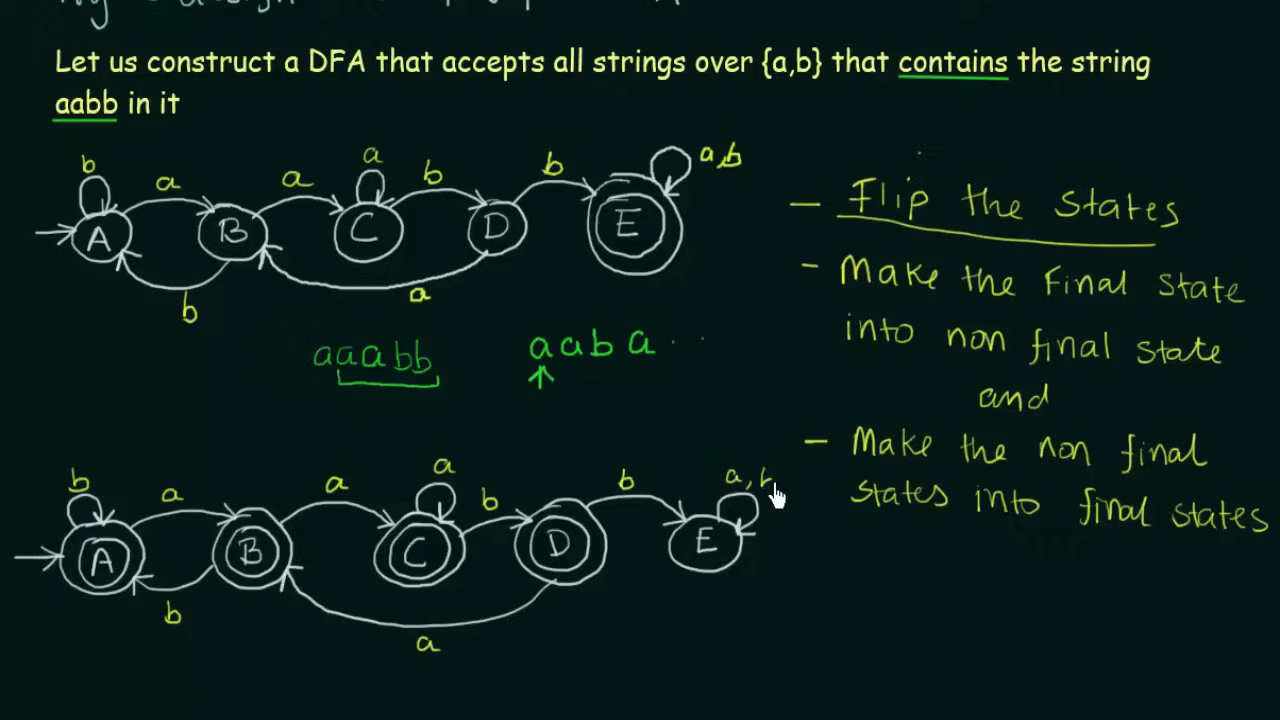 Let us construct a DFA that accepts all strings over {a,b} that contains the string
aabb in it
b a a a b b a,b
A B C D E
b a
aaabb aaba . .
b a a a b b a,b
A B C D E
b a
— Flip the States
- Make the Final State
into non final state
and
— Make the non final
states into final states